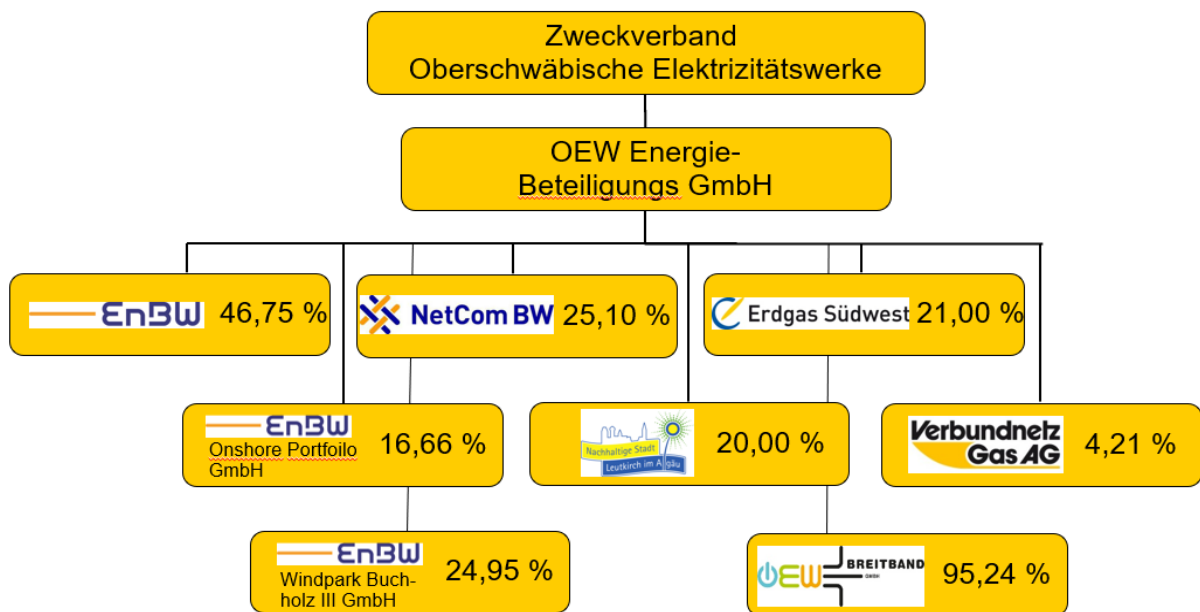 Zweckverband
Oberschwäbische Elektrizitätswerke
OEW Energie-
Beteiligungs GmbH
EnBW 46,75 %
NetCom BW 25,10 %
Erdgas Südwest 21,00 %
EnBW
Onshore Portfoilo
GmbH
16,66 %
Nachhaltige Stadt
Leutkirch im Allgäu
20,00 %
Verbundnetz
Gas AG
4,21 %
EnBW
Windpark Buch-
holz III GmbH
24,95 %
OEW BREITBAND
GMBH
95,24 %